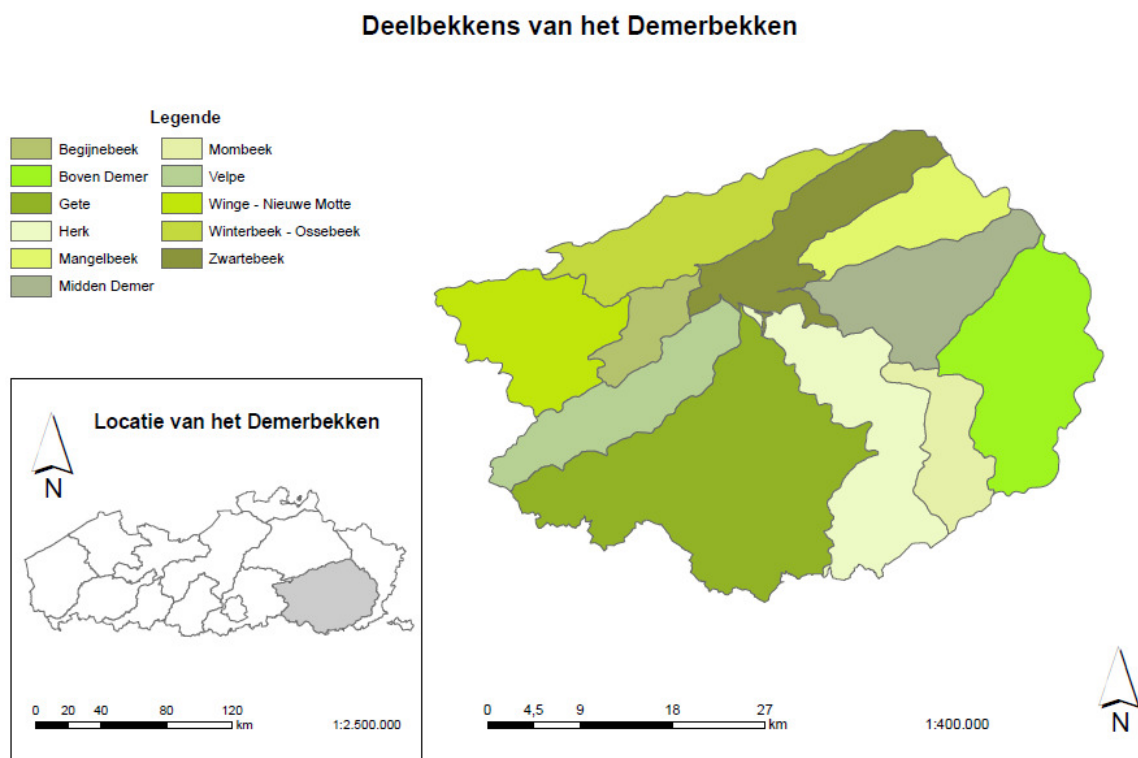 Deelbekkens van het Demerbekken
Legende
Begijnebeek
Boven Demer
Gete
Herk
Mangelbeek
Midden Demer
Mombeek
Velpe
Winge - Nieuwe Motte
Winterbeek - Ossebeek
Zwartebeek
Locatie van het Demerbekken
N
0 20 40 80 120
km
1:2.500.000
0 4,5 9 18 27
km
1:400.000
N